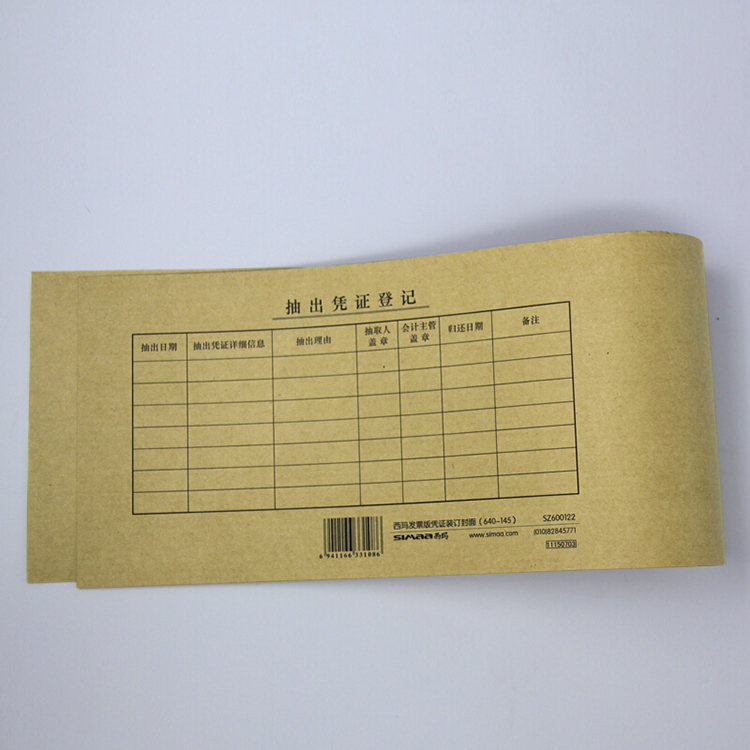 抽出凭证登记
抽出日期 抽出凭证详细信息 抽出理由 抽取人盖章 会计主管盖章 归还日期 备注
西玛发票版凭证装订封面（640-145） SZ600122
SIMAA西玛 www.simaa.com (010)82845771
11150703
6 941166 331086